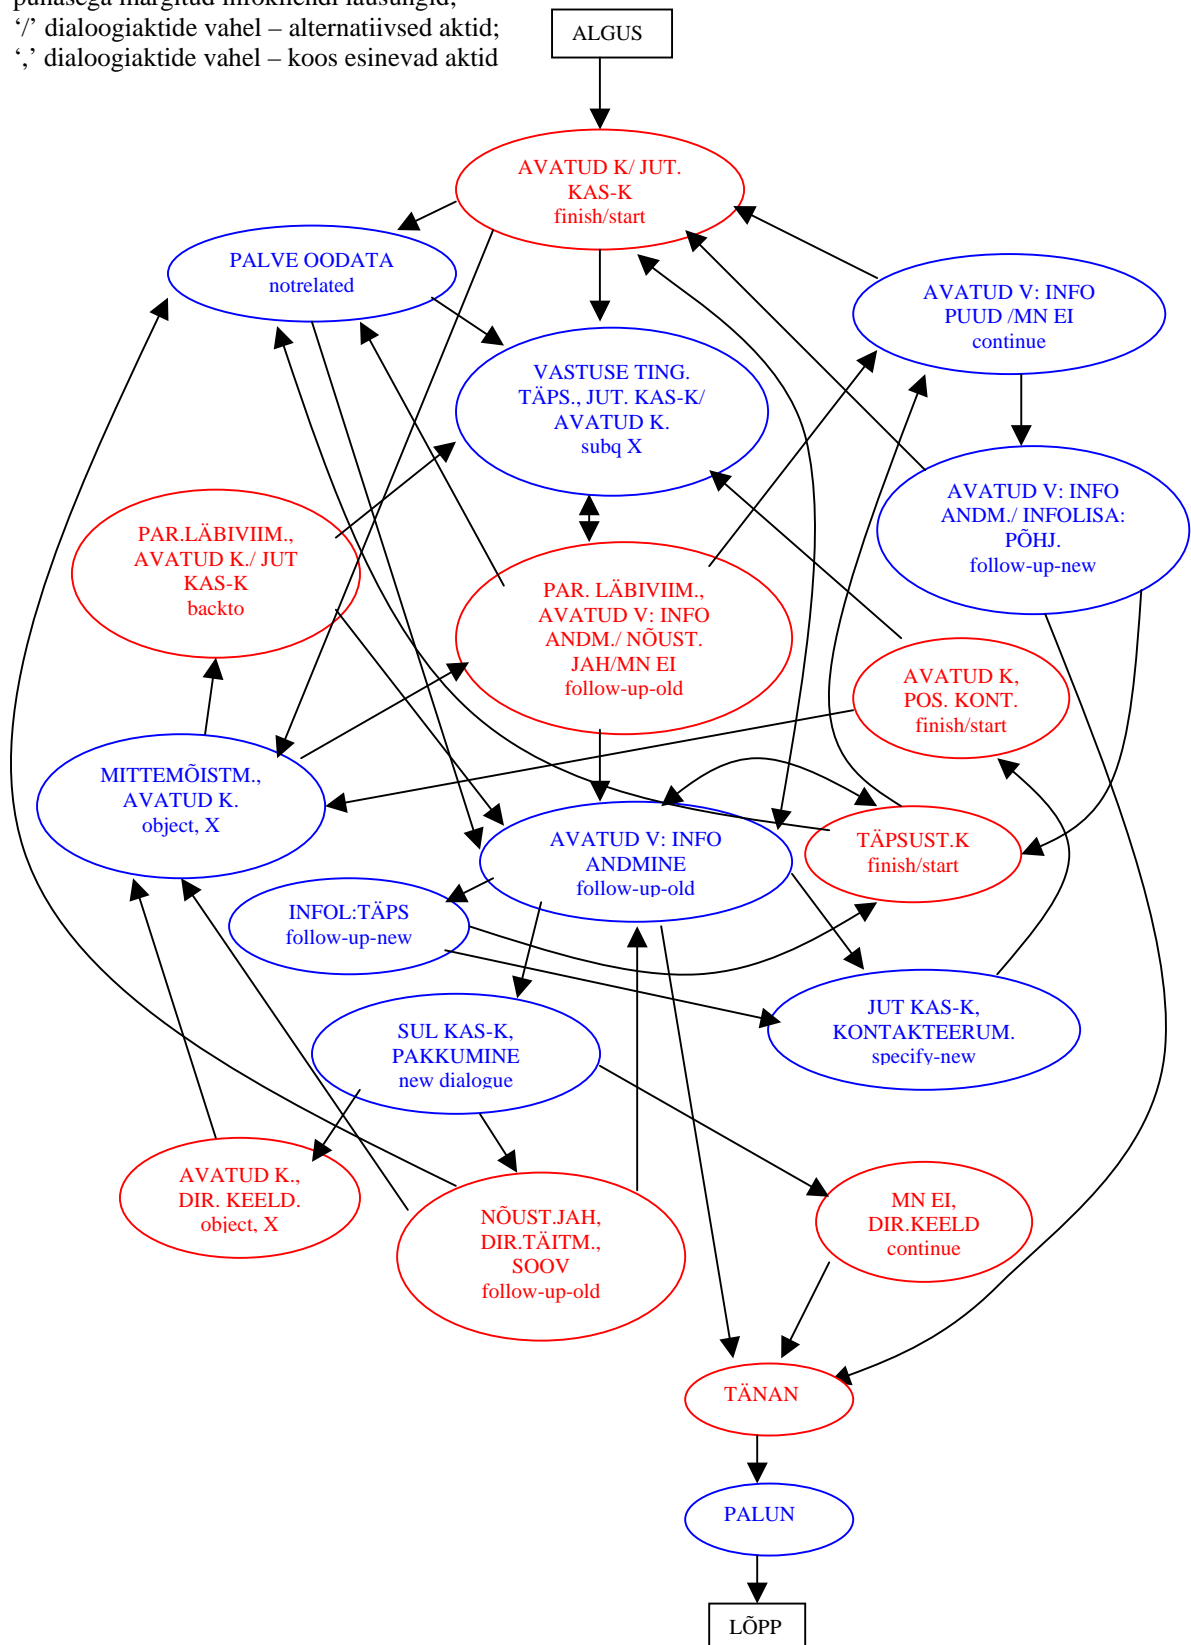 punasega märgitud infokliendi lausungid;
‘/’ dialoogiaktide vahel – alternatiivsed aktid;
‘,’ dialoogiaktide vahel – koos esinevad aktid
ALGUS
AVATUD K/ JUT.
KAS-K
finish/start
PALVE OODATA
notrelated
AVATUD V: INFO
PUUD /MN EI
continue
VASTUSE TING.
TÄPS., JUT. KAS-K/
AVATUD K.
subq X
AVATUD V: INFO
ANDM./ INFOLISA:
PÕHJ.
follow-up-new
PAR.LÄBIVIIM.,
AVATUD K./ JUT
KAS-K
backto
PAR. LÄBIVIIM.,
AVATUD V: INFO
ANDM./ NÕUST.
JAH/MN EI
follow-up-old
AVATUD K,
POS. KONT.
finish/start
MITTEMÕISTM.,
AVATUD K.
object, X
AVATUD V: INFO
ANDMINE
follow-up-old
TÄPSUST.K
finish/start
INFOL:TÄPS
follow-up-new
JUT KAS-K,
KONTAKTEERUM.
specify-new
SUL KAS-K,
PAKKUMINE
new dialogue
AVATUD K.,
DIR. KEELD.
object, X
NÕUST.JAH,
DIR.TÄITM.,
SOOV
follow-up-old
MN EI,
DIR.KEELD
continue
TÄNAN
PALUN
LÕPP